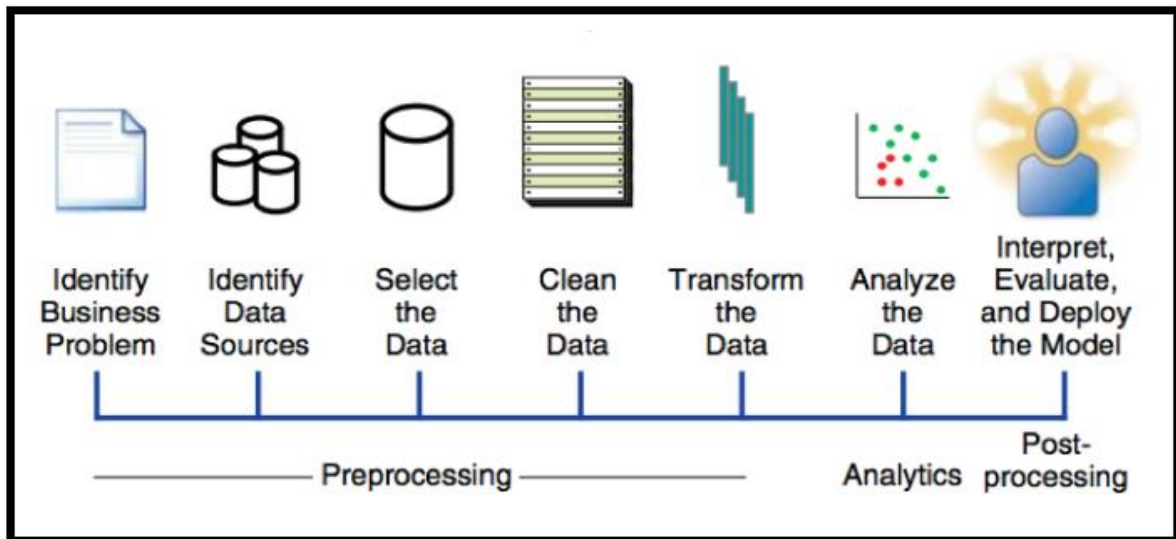 Identify
Business
Problem
Identify
Data
Sources
Select
the
Data
Clean
the
Data
Transform
the
Data
Analyze
the
Data
Interpret,
Evaluate,
and Deploy
the Model
Preprocessing
Analytics
Post-
processing